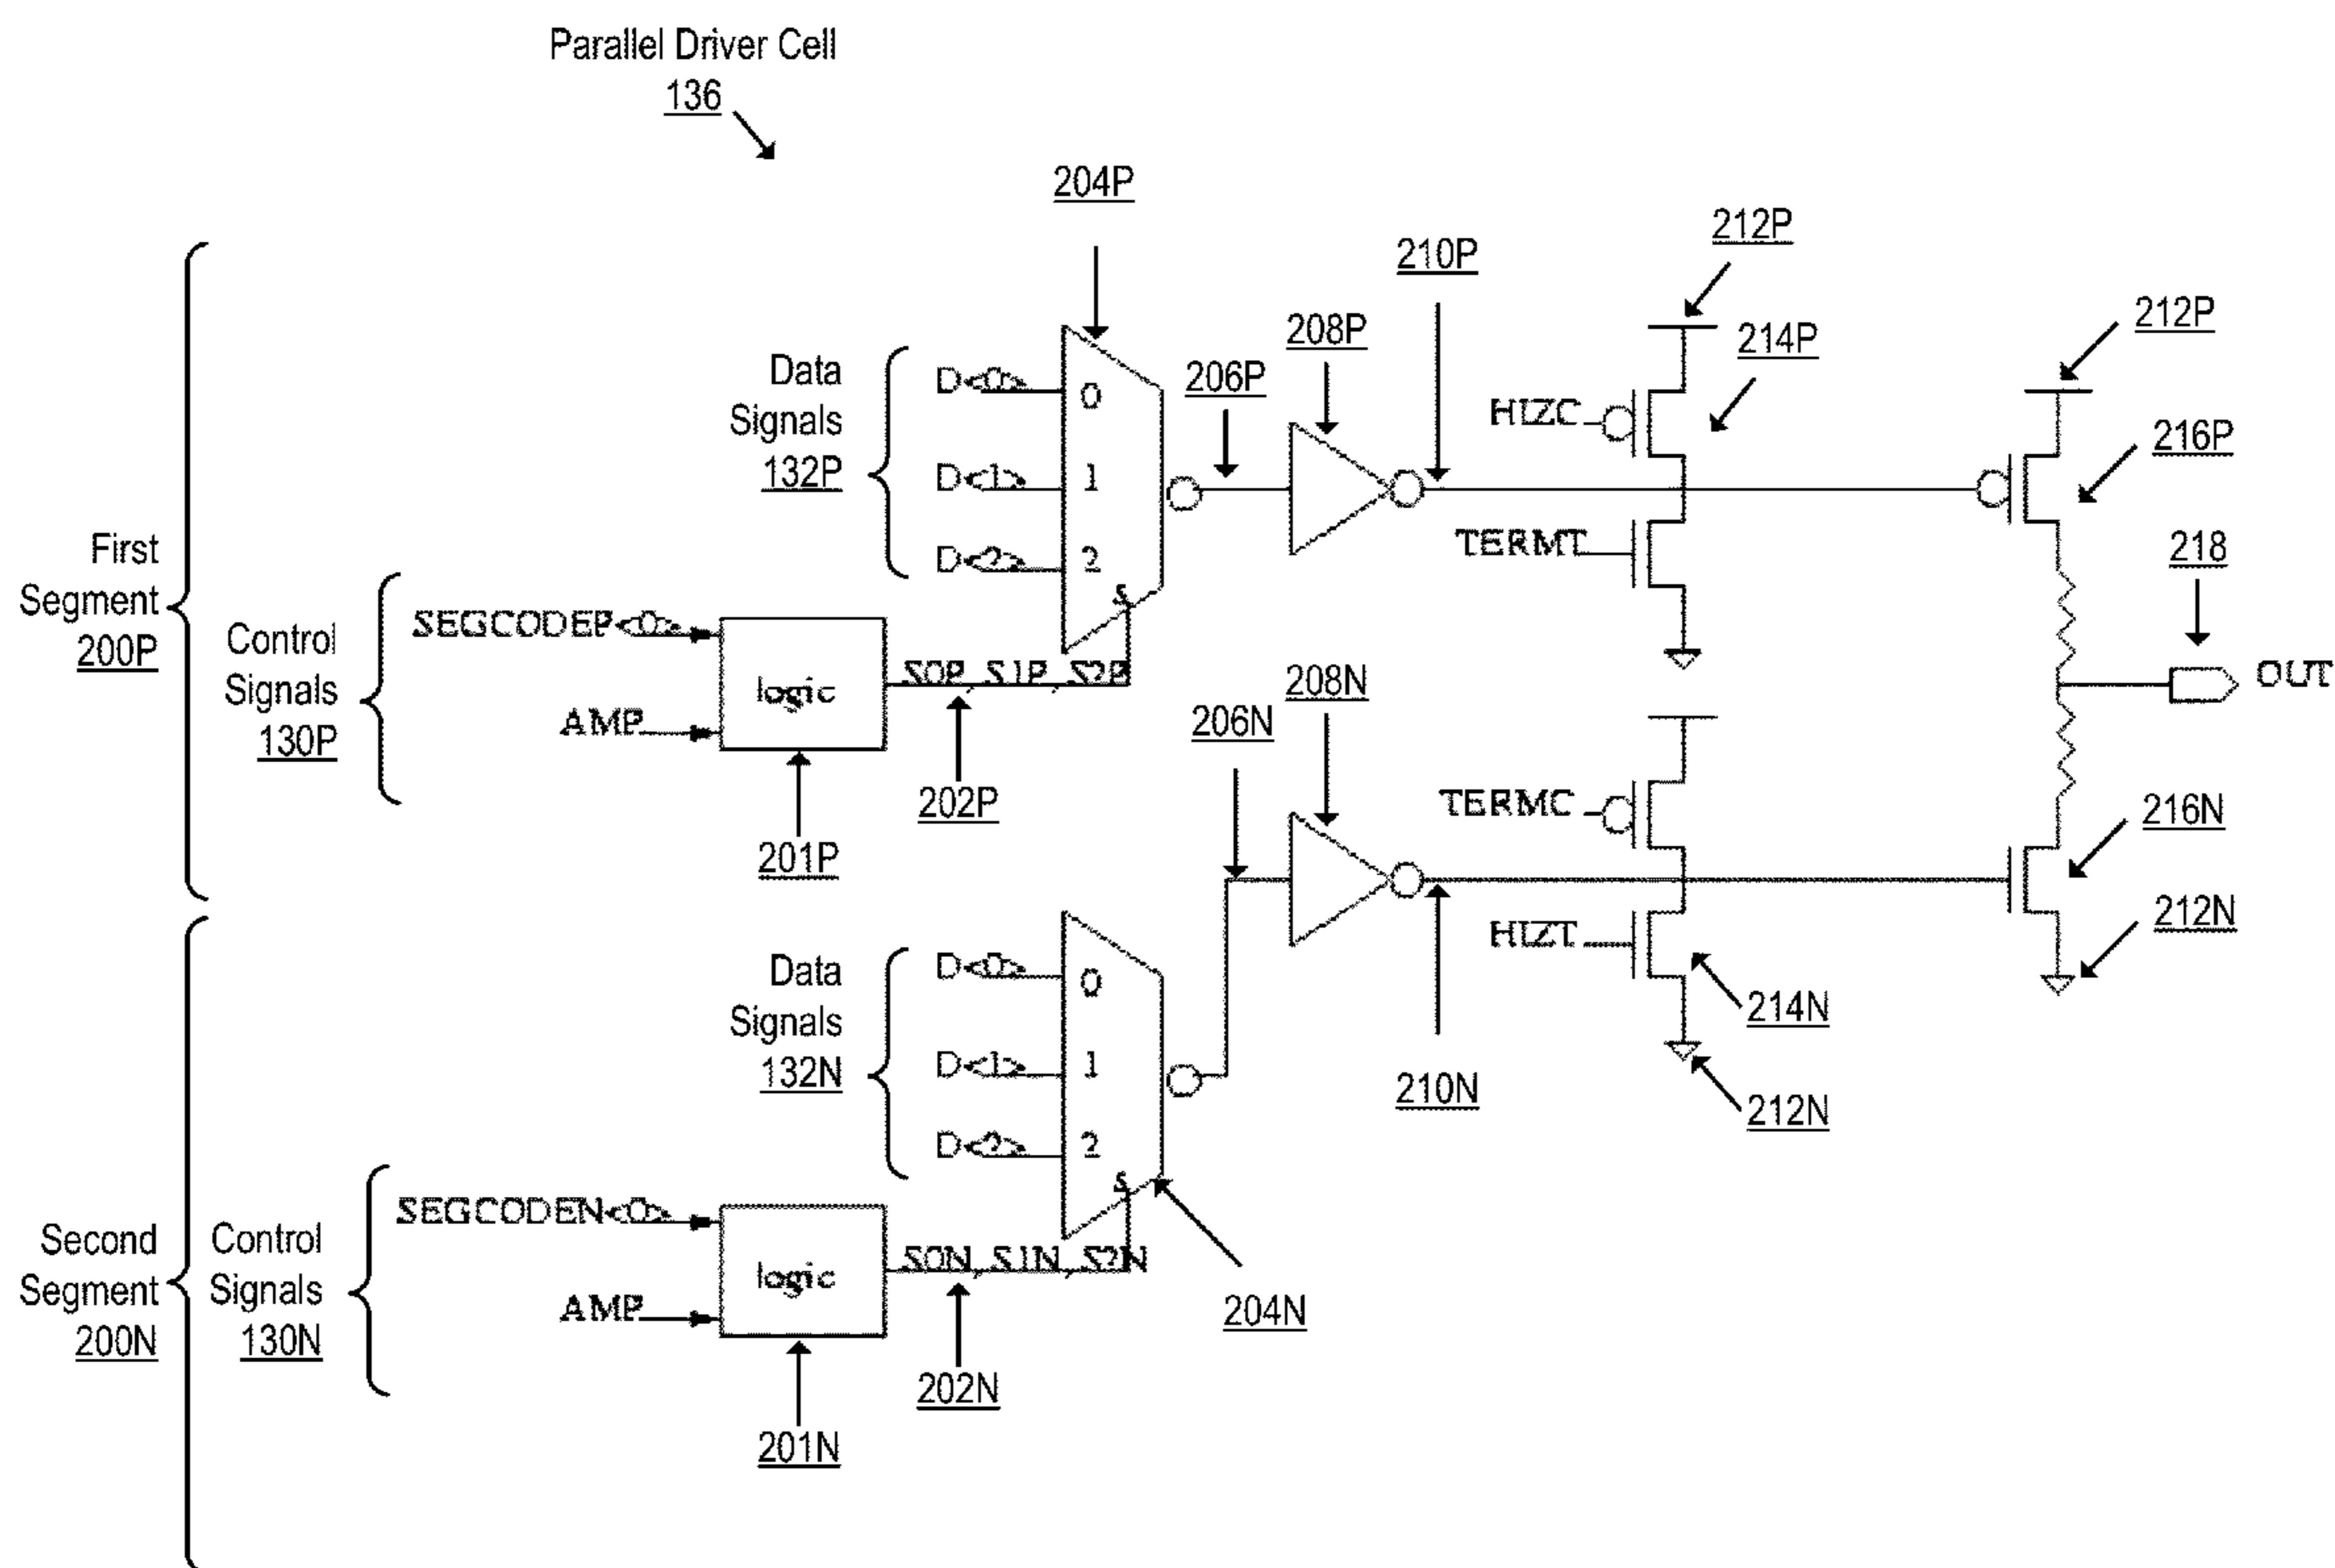 Parallel Driver Cell
136
204P
212P
210P
212P
208P
214P
Data
Signals
132P
D<0>
0
206P
HIZC
216P
D<1>
1
First
Segment
200P
D<2>
2
TERMT
218
S
Control
Signals
130P
SEGCODEP<0>
logic
S0P, S1P, S2P
208N
OUT
AMP
206N
202P
TERMC
216N
201P
212N
Data
Signals
132N
D<0>
0
HIZT
D<1>
1
214N
210N
212N
D<2>
2
S
Second
Segment
200N
Control
Signals
130N
SEGCODEN<0>
logic
S0N, S1N, S2N
AMP
204N
202N
201N